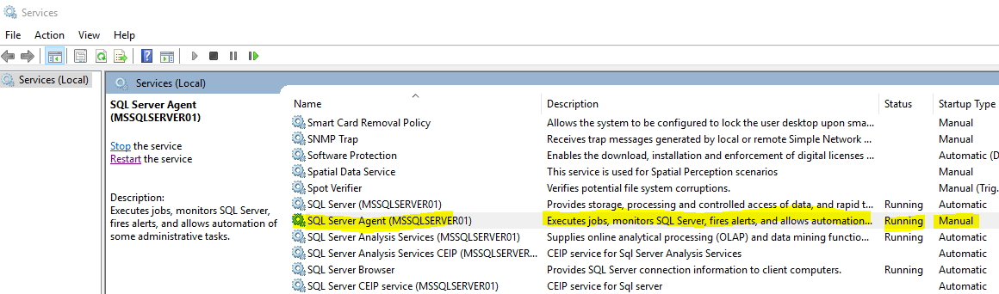 Services
File Action View Help
Services (Local)
Services (Local)
SQL Server Agent
(MSSQLSERVER01)
Stop the service
Restart the service
Description:
Executes jobs, monitors SQL Server,
fires alerts, and allows automation of
some administrative tasks.
Name Description Status Startup Type
Smart Card Removal Policy Allows the system to be configured to lock the user desktop upon sma... Manual
SNMP Trap Receives trap messages generated by local or remote Simple Network ... Manual
Software Protection Enables the download, installation and enforcement of digital licenses ... Automatic (D
Spatial Data Service This service is used for Spatial Perception scenarios Manual
Spot Verifier Verifies potential file system corruptions. Manual (Trig.
SQL Server (MSSQLSERVER01) Provides storage, processing and controlled access of data, and rapid t... Running Automatic
SQL Server Agent (MSSQLSERVER01) Executes jobs, monitors SQL Server, fires alerts, and allows automation... Running Manual
SQL Server Analysis Services (MSSQLSERVER01) Supplies online analytical processing (OLAP) and data mining functio... Running Automatic
SQL Server Analysis Services CEIP (MSSQLSERVER... CEIP service for Sql Server Analysis Services Automatic
SQL Server Browser Provides SQL Server connection information to client computers. Running Automatic
SQL Server CEIP service (MSSQLSERVER01) CEIP service for Sql server Automatic